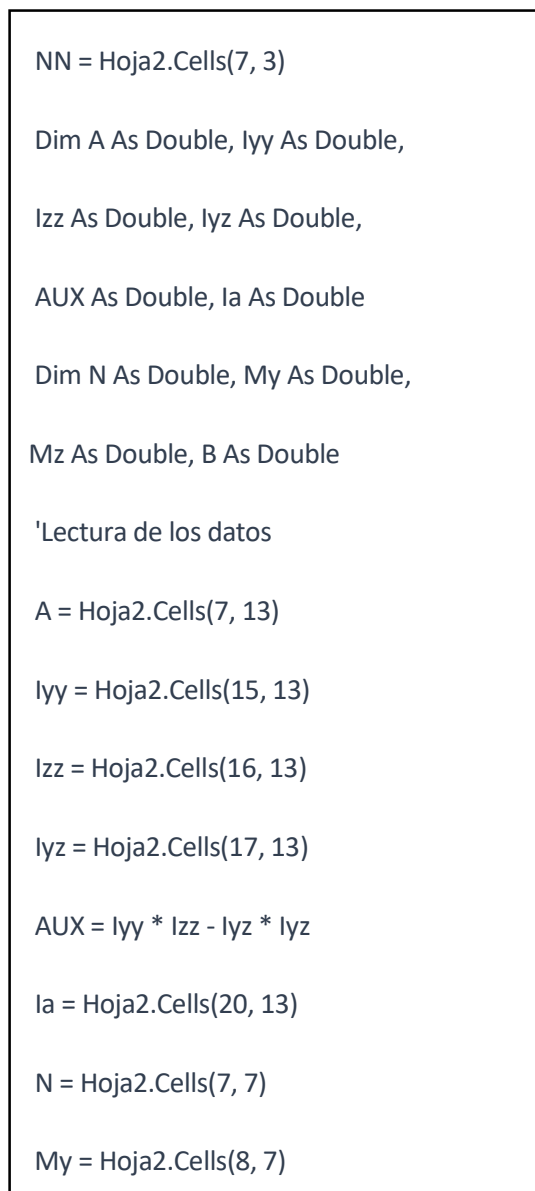 NN = Hoja2.Cells(7, 3)
Dim A As Double, Iyy As Double,
Izz As Double, Iyz As Double,
AUX As Double, Ia As Double
Dim N As Double, My As Double,
Mz As Double, B As Double
'Lectura de los datos
A = Hoja2.Cells(7, 13)
Iyy = Hoja2.Cells(15, 13)
Izz = Hoja2.Cells(16, 13)
Iyz = Hoja2.Cells(17, 13)
AUX = Iyy * Izz - Iyz * Iyz
Ia = Hoja2.Cells(20, 13)
N = Hoja2.Cells(7, 7)
My = Hoja2.Cells(8, 7)